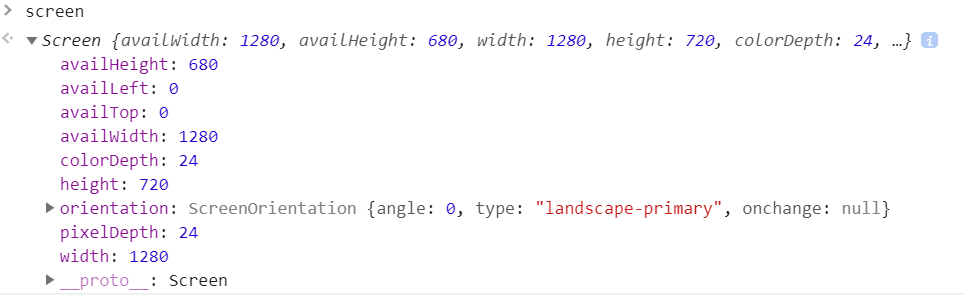 > screen
Screen {availWidth: 1280, availHeight: 680, width: 1280, height: 720, colorDepth: 24, …} i
availHeight: 680
availLeft: 0
availTop: 0
availWidth: 1280
colorDepth: 24
height: 720
orientation: ScreenOrientation {angle: 0, type: "landscape-primary", onchange: null}
pixelDepth: 24
width: 1280
__proto__: Screen